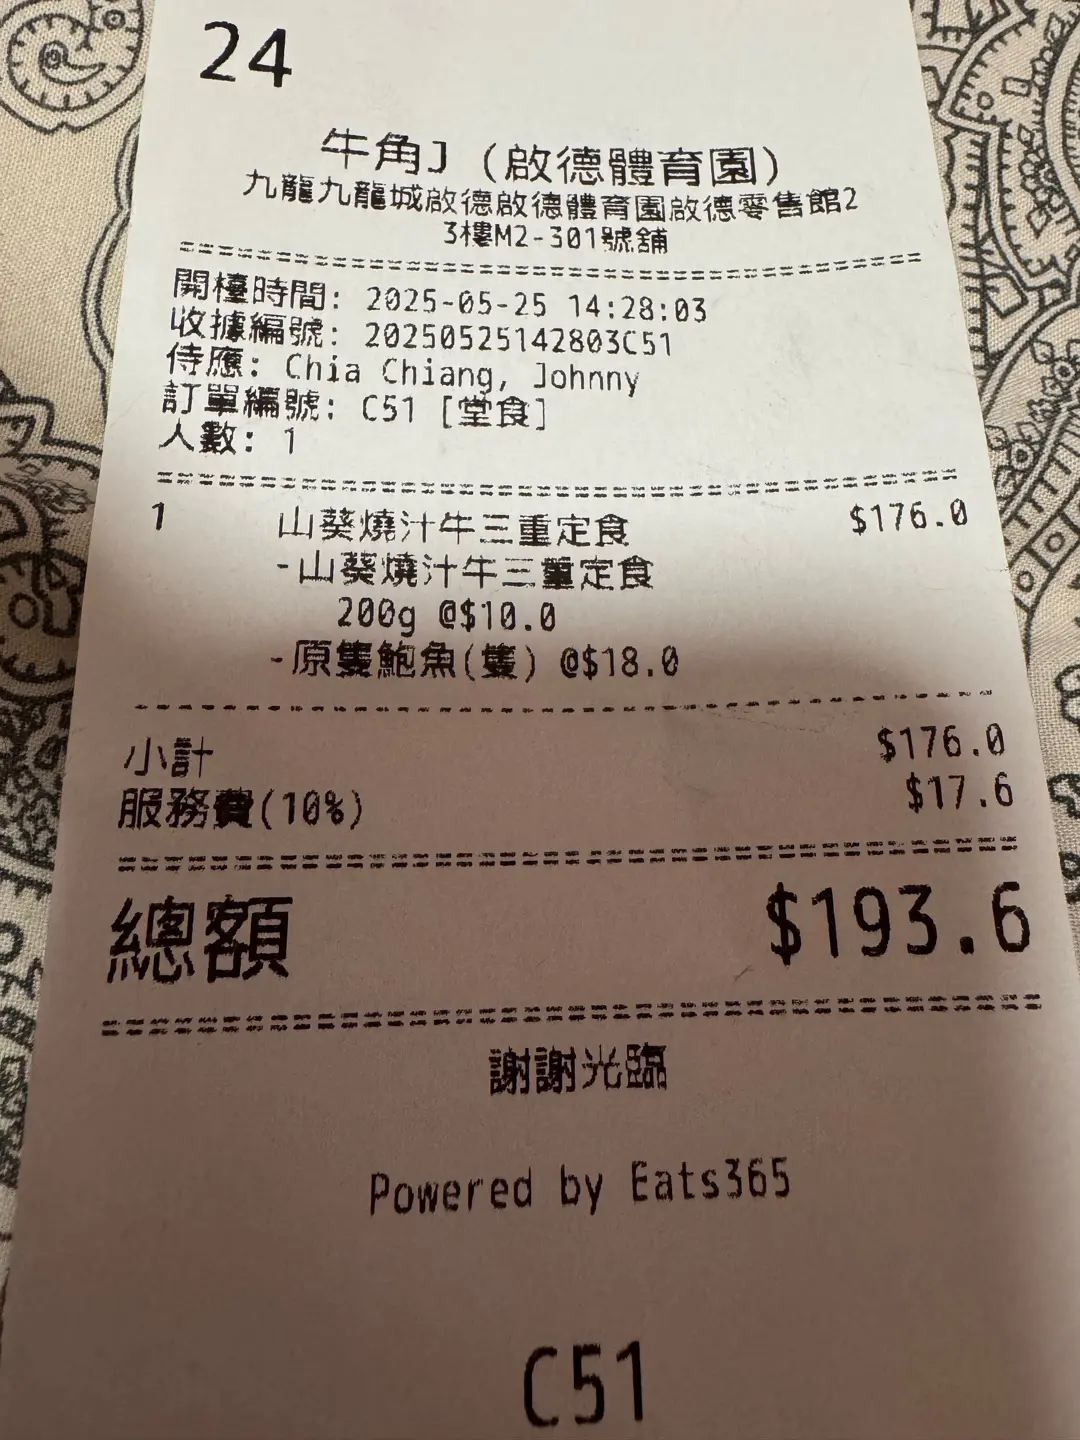 24
牛角J (啟德體育園)
九龍九龍城啟德啟德體育園啟德零售館2
3樓M2-301號舖
開檯時間: 2025-05-25 14:28:03
收據編號: 20250525142803C51
侍應: Chia Chiang, Johnny
訂單編號: C51 [堂食]
人數: 1
1 山葵燒汁牛三重定食 $176.0
-山葵燒汁牛三重定食
200g @$10.0
-原隻鮑魚(隻) @$18.0
小計 $176.0
服務費(10%) $17.6
總額 $193.6
謝謝光臨
Powered by Eats365
C51